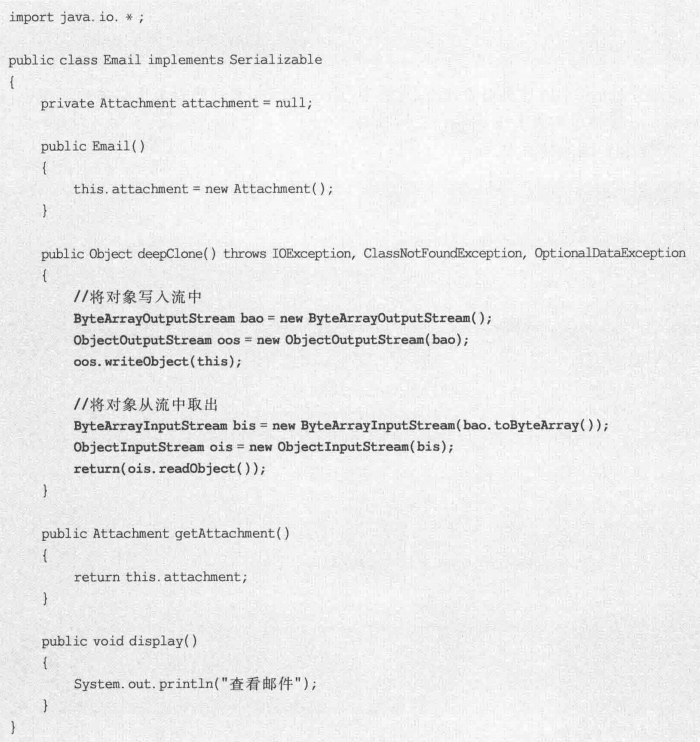 import java.io.*;
public class Email implements Serializable
{
    private Attachment attachment = null;
    public Email()
    {
        this.attachment = new Attachment();
    }
    public Object deepClone() throws IOException, ClassNotFoundException, OptionalDataException
    {
        //将对象写入流中
        ByteArrayOutputStream bao = new ByteArrayOutputStream();
        ObjectOutputStream oos = new ObjectOutputStream(bao);
        oos.writeObject(this);
        //将对象从流中取出
        ByteArrayInputStream bis = new ByteArrayInputStream(bao.toByteArray());
        ObjectInputStream ois = new ObjectInputStream(bis);
        return(ois.readObject());
    }
    public Attachment getAttachment()
    {
        return this.attachment;
    }
    public void display()
    {
        System.out.println("查看邮件");
    }
}